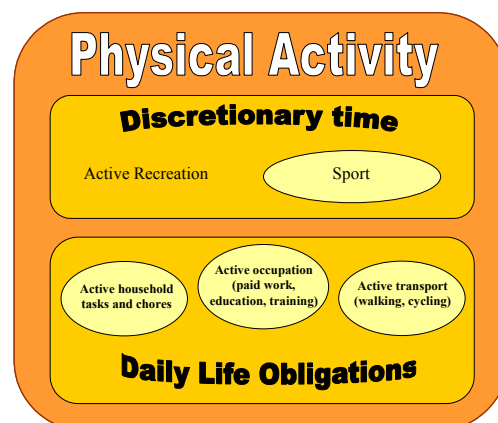 Physical Activity
Discretionary time
Active Recreation
Sport
Active household
tasks and chores
Active occupation
(paid work,
education, training)
Active transport
(walking, cycling)
Daily Life Obligations